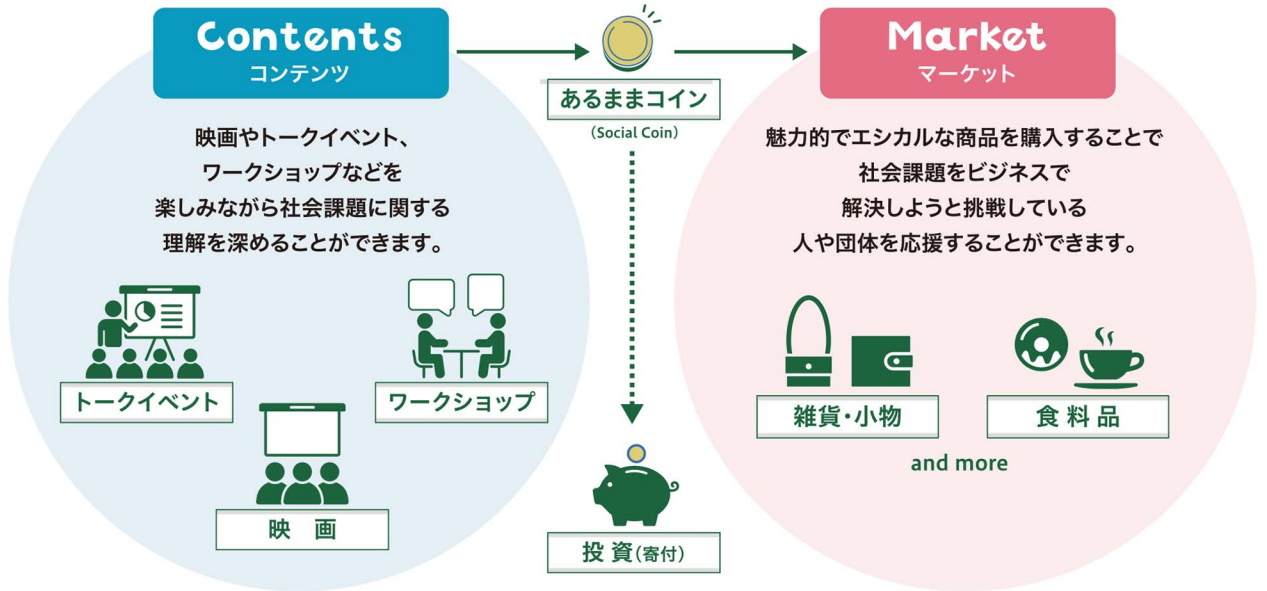 Contents
コンテンツ
映画やトークイベント、
ワークショップなどを
楽しみながら社会課題に関する
理解を深めることができます。
トークイベント
ワークショップ
映　画
あるままコイン
（Social Coin）
投 資（寄付）
Market
マーケット
魅力的でエシカルな商品を購入することで
社会課題をビジネスで
解決しようと挑戦している
人や団体を応援することができます。
雑貨・小物
食 料 品
and more